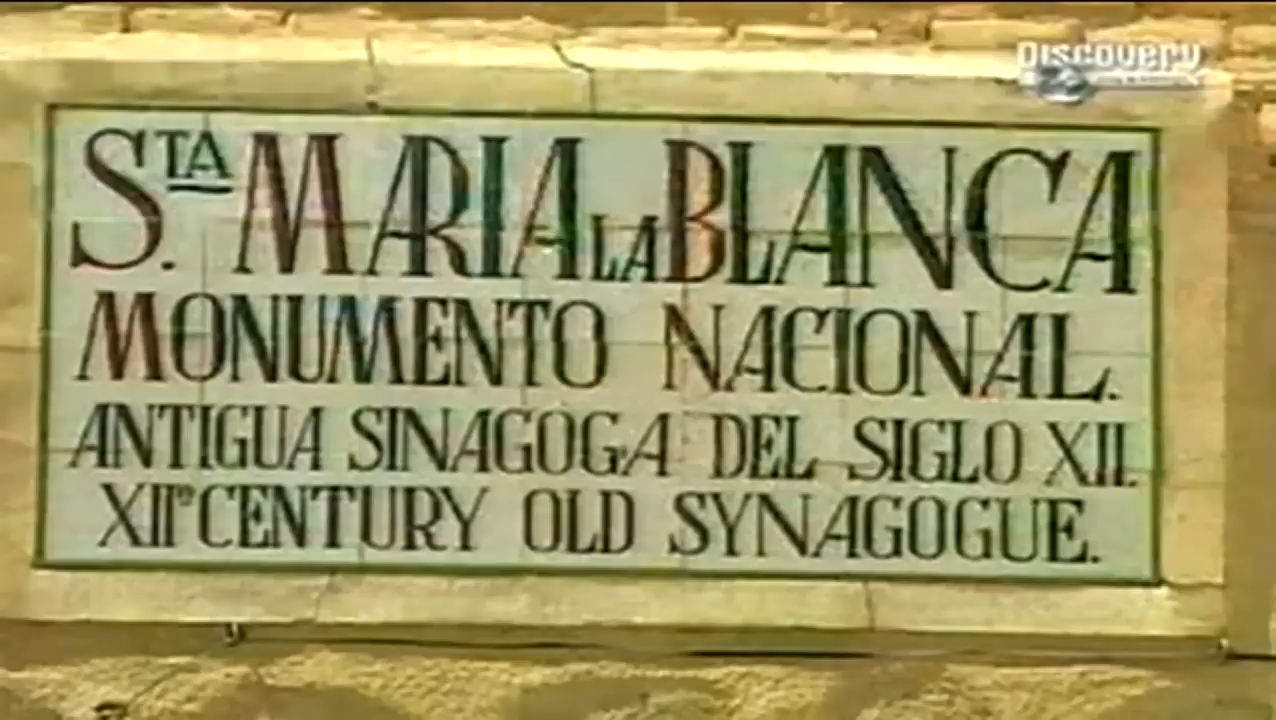 Discovery
STA. MARIA LA BLANCA
MONUMENTO NACIONAL.
ANTIGUA SINAGOGA DEL SIGLO XII.
XIIº CENTURY OLD SYNAGOGUE.